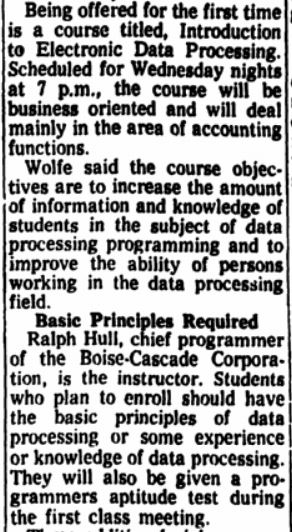 Being offered for the first time
is a course titled, Introduction
to Electronic Data Processing.
Scheduled for Wednesday nights
at 7 p.m., the course will be
business oriented and will deal
mainly in the area of accounting
functions.
Wolfe said the course objec-
tives are to increase the amount
of information and knowledge of
students in the subject of data
processing programming and to
improve the ability of persons
working in the data processing
field.
Basic Principles Required
Ralph Hull, chief programmer
of the Boise-Cascade Corpora-
tion, is the instructor. Students
who plan to enroll should have
the basic principles of data
processing or some experience
or knowledge of data processing.
They will also be given a pro-
grammers aptitude test during
the first class meeting.